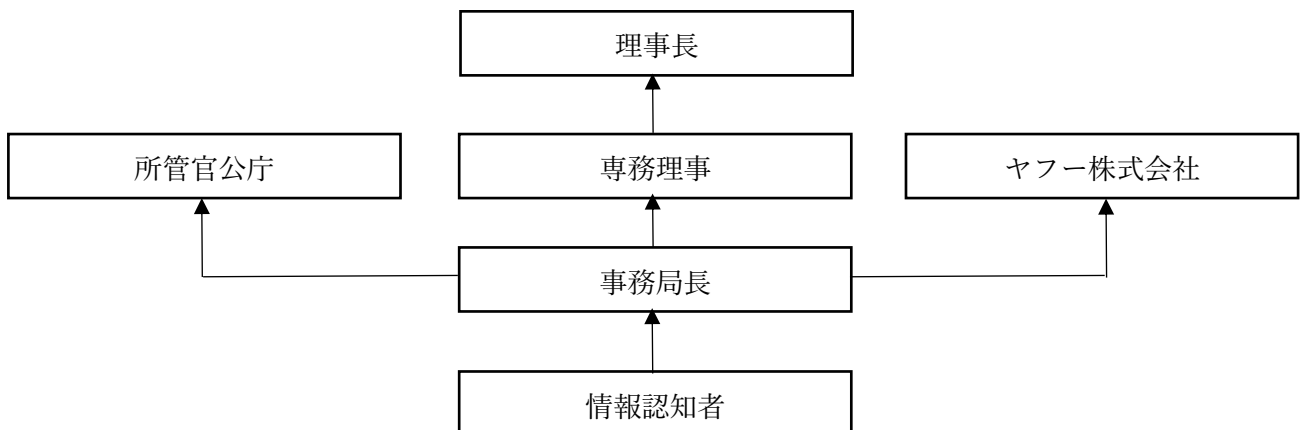 理事長
所管官公庁
専務理事
ヤフー株式会社
事務局長
情報認知者